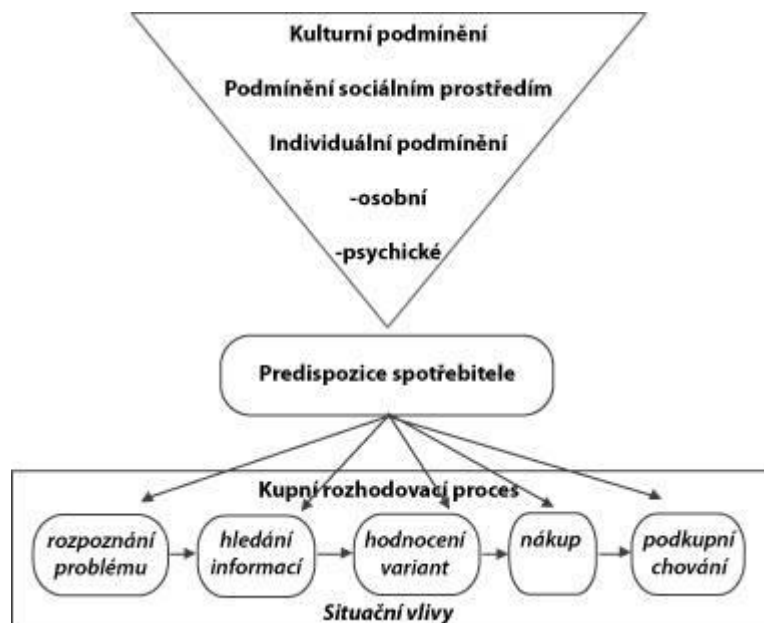 Kulturní podmínění
Podmínění sociálním prostředím
Individuální podmínění
-osobní
-psychické
Predispozice spotřebitele
Kupní rozhodovací proces
rozpoznání
problému
hledání
informací
hodnocení
variant
nákup
podkupní
chování
Situační vlivy